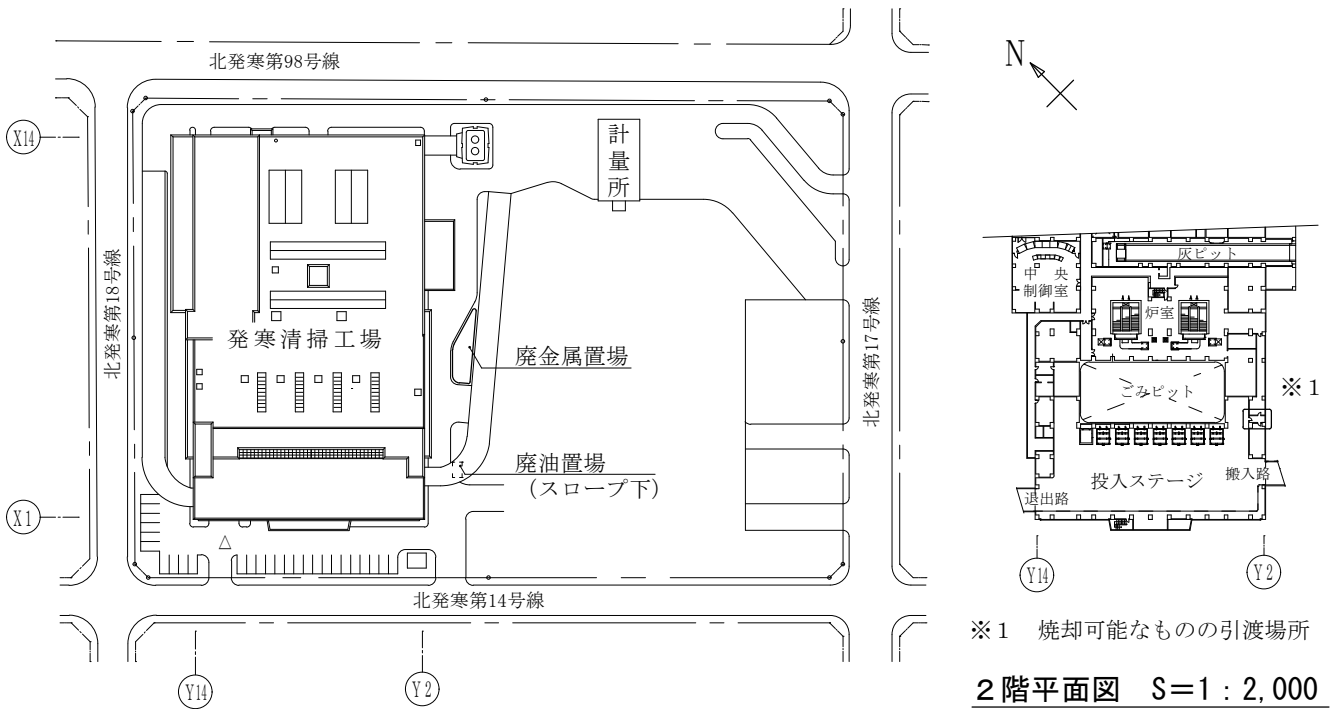 北発寒第98号線
N
X14
計量所
北発寒第18号線
発寒清掃工場
廃金属置場
北発寒第17号線
廃油置場
(スロープ下)
X1
△
北発寒第14号線
Y14
Y2
灰ピット
中央
制御室
炉室
ごみピット
※1
投入ステージ
搬入路
退出路
Y14
Y2
※1 焼却可能なものの引渡場所
2階平面図 S=1:2,000